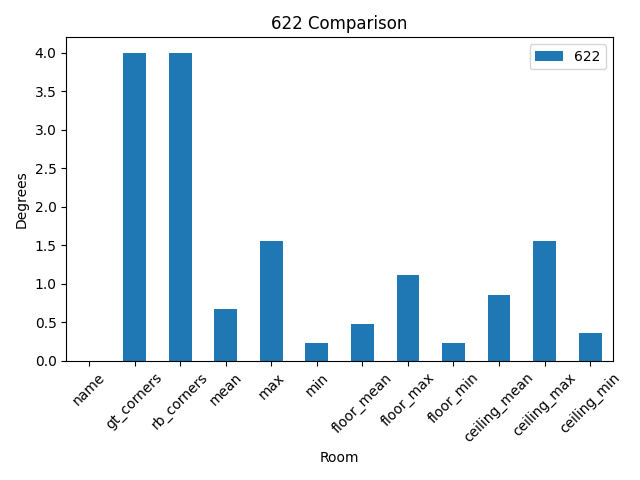 622 Comparison
622
Degrees
4.0
3.5
3.0
2.5
2.0
1.5
1.0
0.5
0.0
name
gt_corners
rb_corners
mean
max
min
floor_mean
floor_max
floor_min
ceiling_mean
ceiling_max
ceiling_min
Room